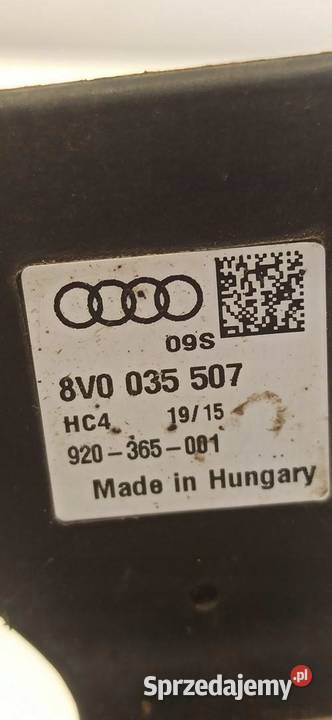 09S
8V0 035 507
HC4 19/15
920-365-001
Made in Hungary
Sprzedajemy.pl